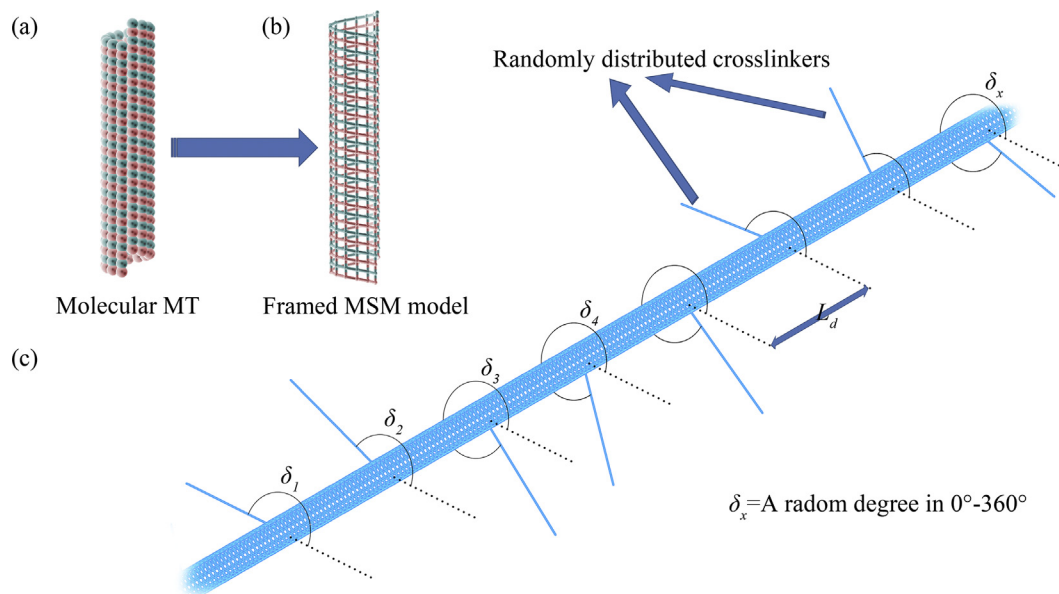 (a)
(b)
Randomly distributed crosslinkers
δx
Molecular MT
Framed MSM model
Ld
δ4
(c)
δ3
δ2
δ1
δx=A radom degree in 0°-360°